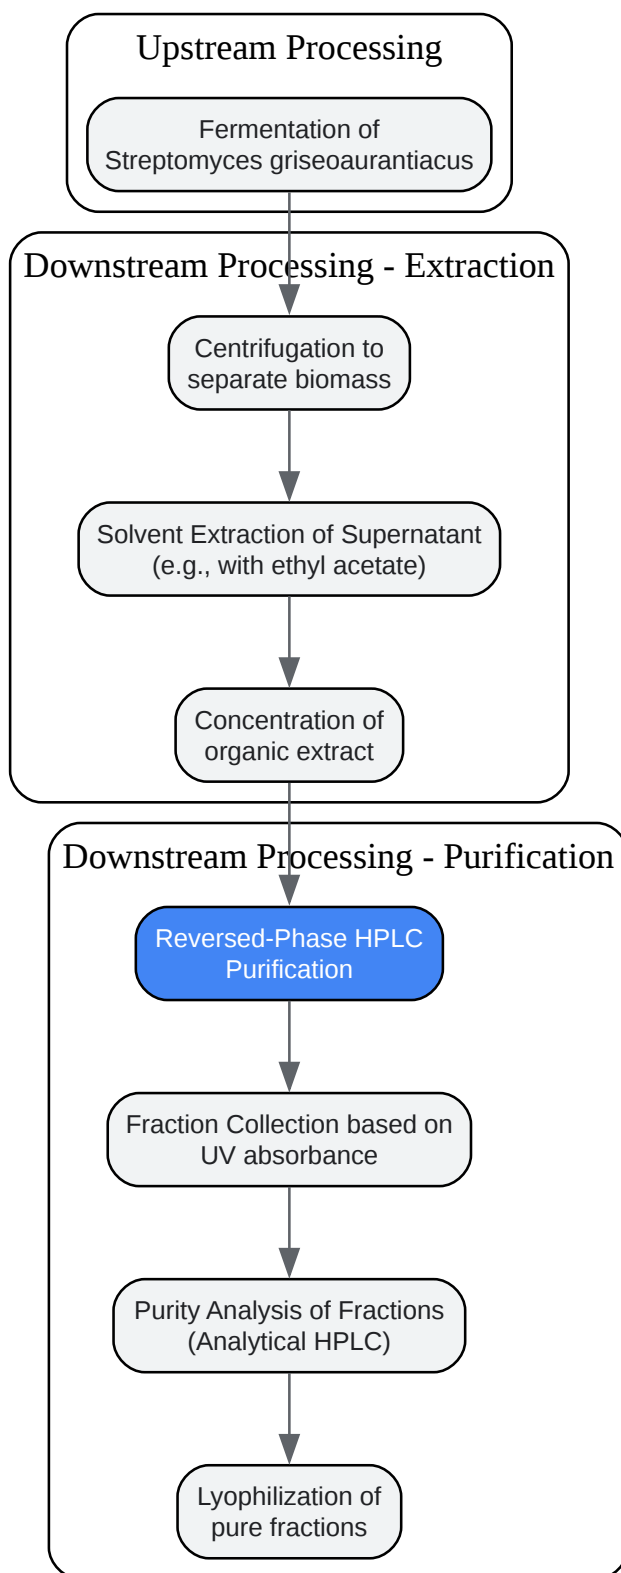 Upstream Processing
Fermentation of
Streptomyces griseoaurantiacus
Downstream Processing - Extraction
Centrifugation to
separate biomass
Solvent Extraction of Supernatant
(e.g., with ethyl acetate)
Concentration of
organic extract
Downstream Processing - Purification
Reversed-Phase HPLC
Purification
Fraction Collection based on
UV absorbance
Purity Analysis of Fractions
(Analytical HPLC)
Lyophilization of
pure fractions